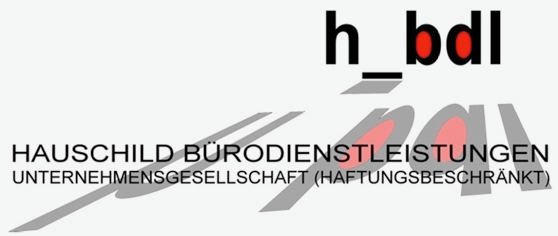 h_bdl
HAUSCHILD BÜRODIENSTLEISTUNGEN
UNTERNEHMENSGESELLSCHAFT (HAFTUNGSBESCHRÄNKT)